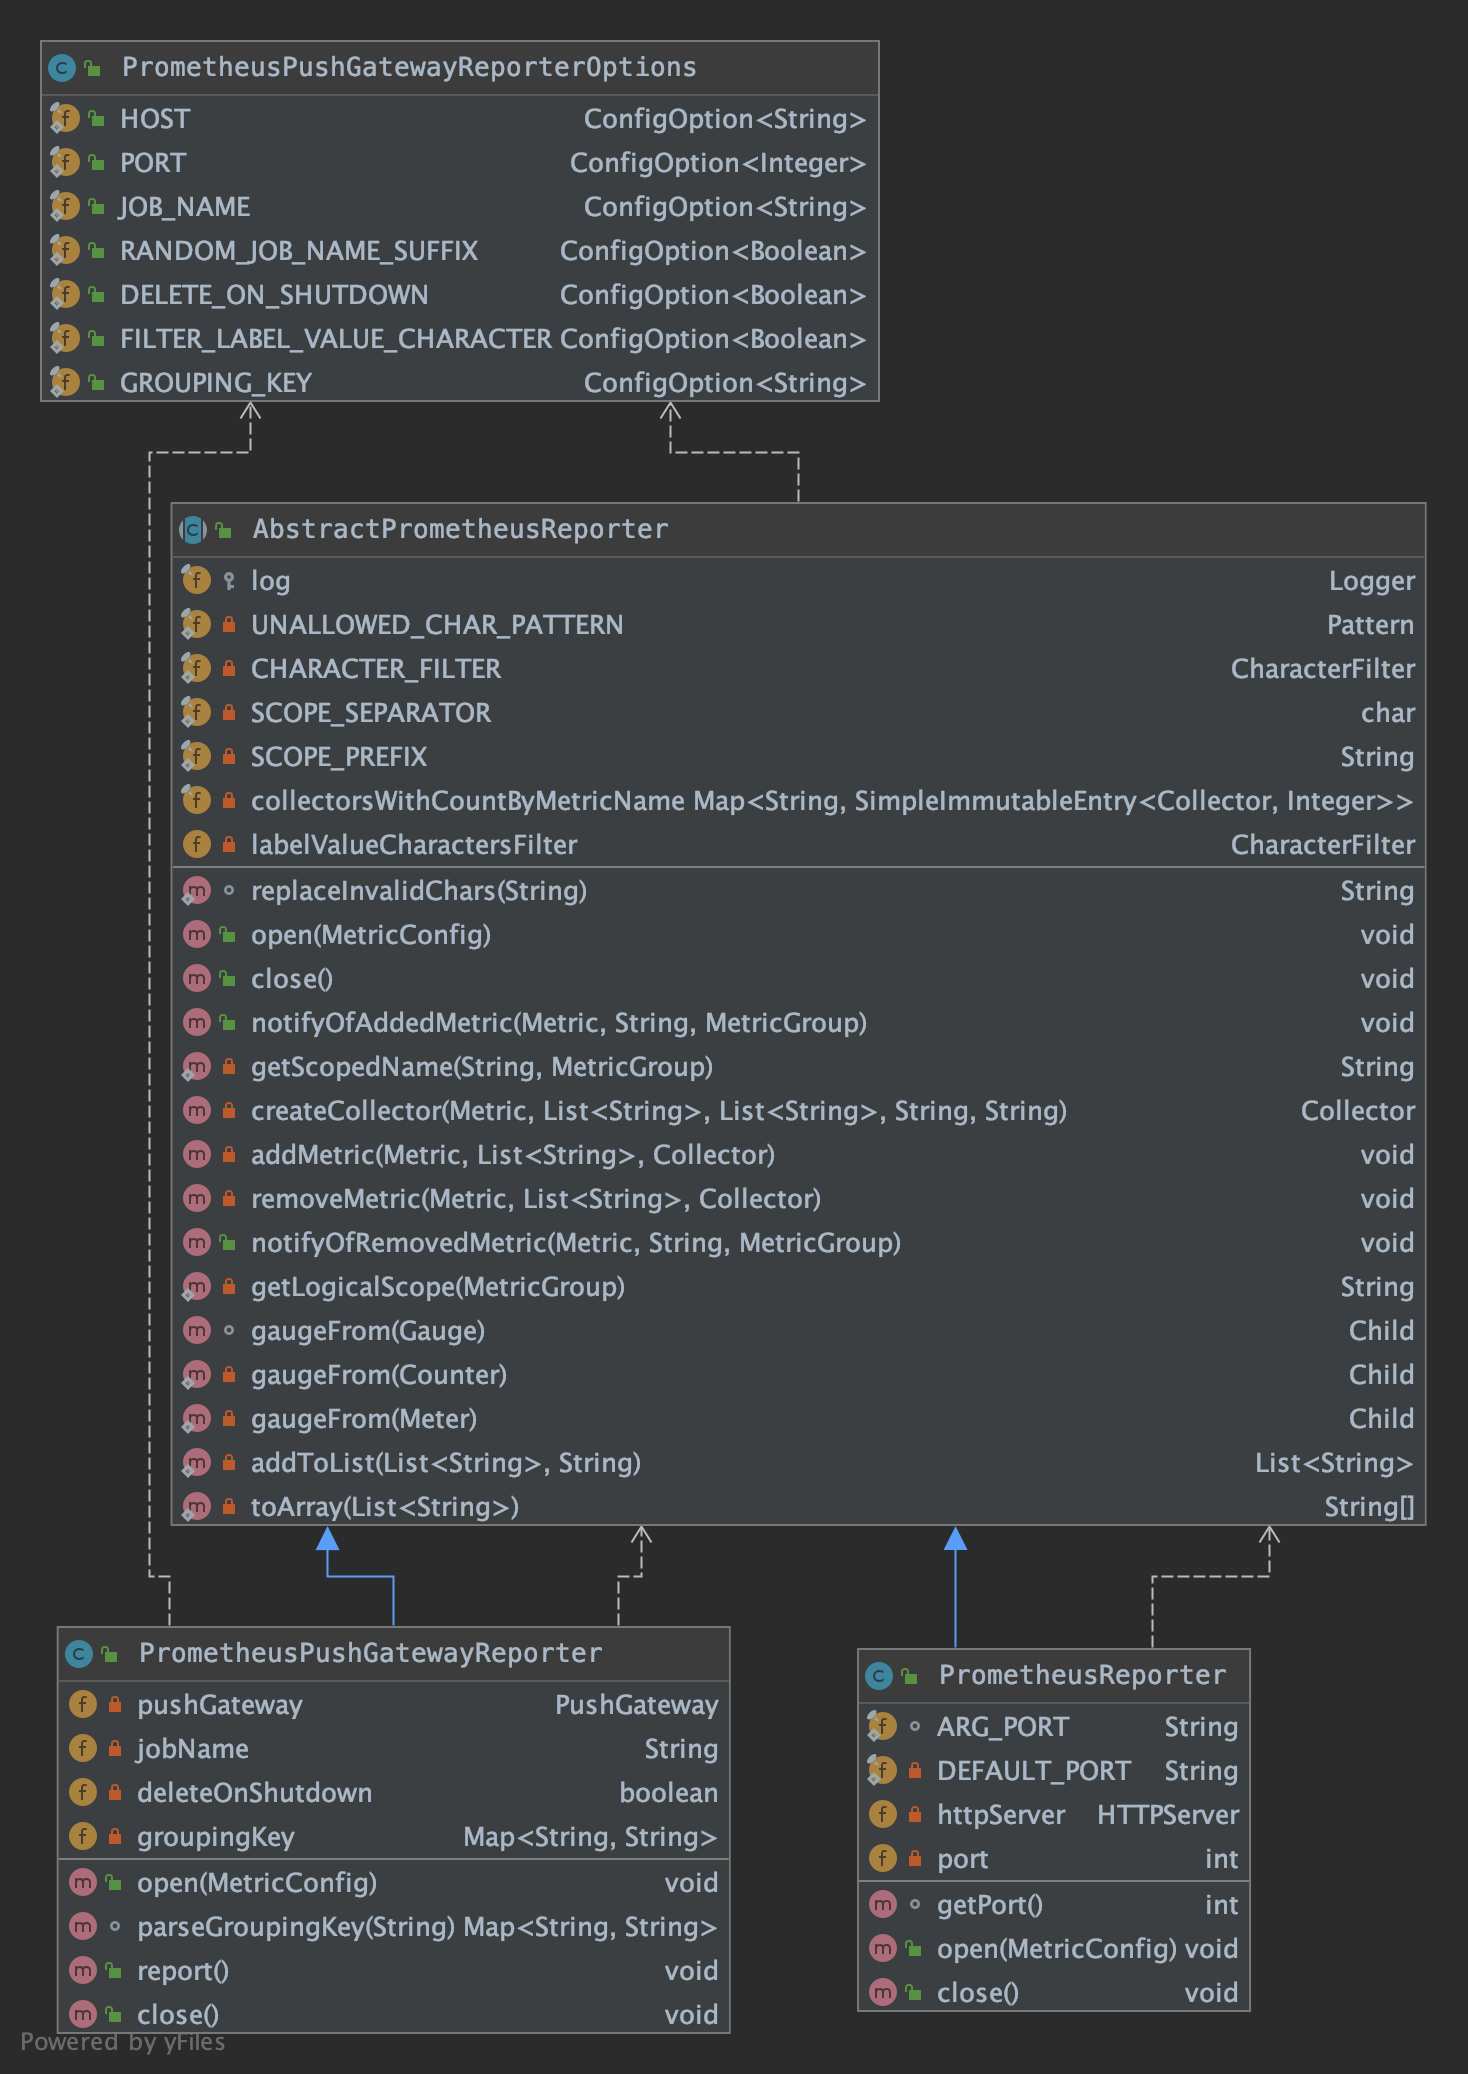 PrometheusPushGatewayReporterOptions
HOST ConfigOption<String>
PORT ConfigOption<Integer>
JOB_NAME ConfigOption<String>
RANDOM_JOB_NAME_SUFFIX ConfigOption<Boolean>
DELETE_ON_SHUTDOWN ConfigOption<Boolean>
FILTER_LABEL_VALUE_CHARACTER ConfigOption<Boolean>
GROUPING_KEY ConfigOption<String>
AbstractPrometheusReporter
log Logger
UNALLOWED_CHAR_PATTERN Pattern
CHARACTER_FILTER CharacterFilter
SCOPE_SEPARATOR char
SCOPE_PREFIX String
collectorsWithCountByMetricName Map<String, SimpleImmutableEntry<Collector, Integer>>
labelValueCharactersFilter CharacterFilter
replaceInvalidChars(String) String
open(MetricConfig) void
close() void
notifyOfAddedMetric(Metric, String, MetricGroup) void
getScopedName(String, MetricGroup) String
createCollector(Metric, List<String>, List<String>, String, String) Collector
addMetric(Metric, List<String>, Collector) void
removeMetric(Metric, List<String>, Collector) void
notifyOfRemovedMetric(Metric, String, MetricGroup) void
getLogicalScope(MetricGroup) String
gaugeFrom(Gauge) Child
gaugeFrom(Counter) Child
gaugeFrom(Meter) Child
addToList(List<String>, String) List<String>
toArray(List<String>) String[]
PrometheusPushGatewayReporter
pushGateway PushGateway
jobName String
deleteOnShutdown boolean
groupingKey Map<String, String>
open(MetricConfig) void
parseGroupingKey(String) Map<String, String>
report() void
close() void
PrometheusReporter
ARG_PORT String
DEFAULT_PORT String
httpServer HTTPServer
port int
getPort() int
open(MetricConfig) void
close() void
Powered by yFiles